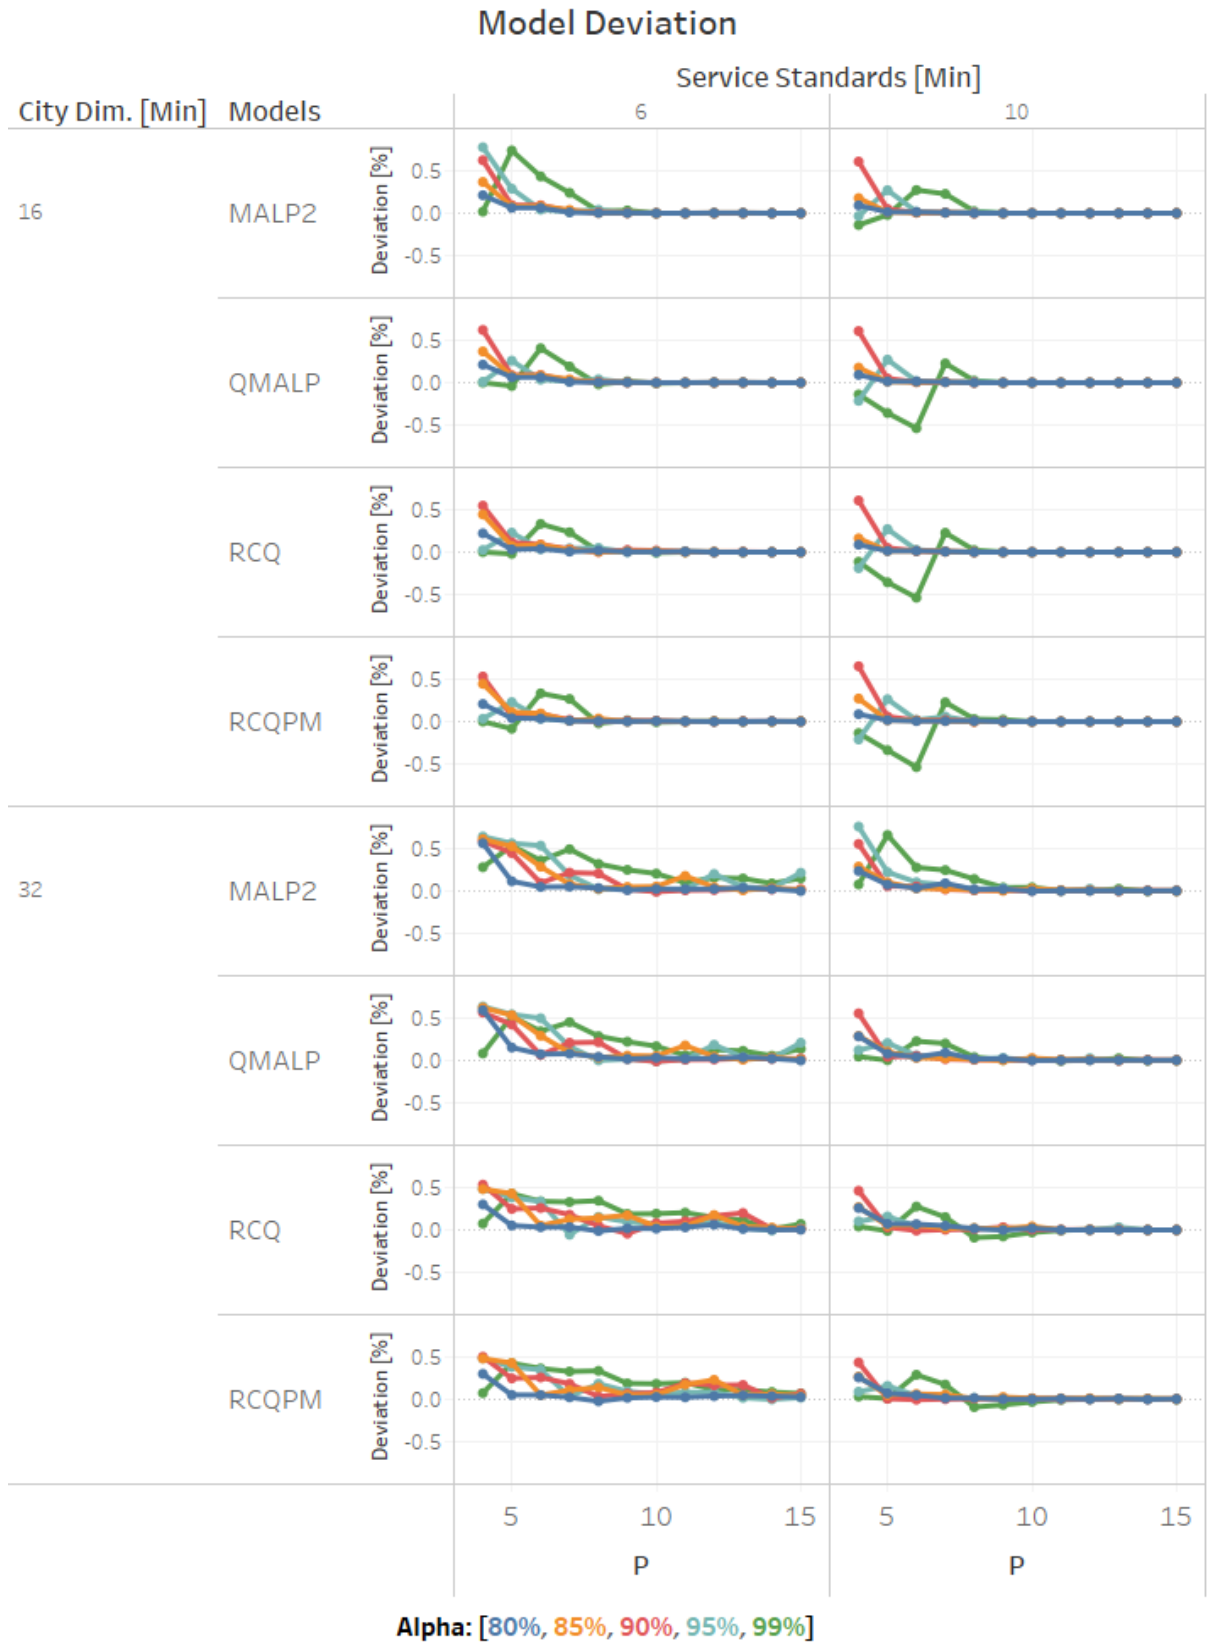 Model Deviation
Service Standards [Min]
City Dim. [Min] Models 6 10
16 MALP2 Deviation [%] 0.5 0.0 -0.5
QMALP Deviation [%] 0.5 0.0 -0.5
RCQ Deviation [%] 0.5 0.0 -0.5
RCQPM Deviation [%] 0.5 0.0 -0.5
32 MALP2 Deviation [%] 0.5 0.0 -0.5
QMALP Deviation [%] 0.5 0.0 -0.5
RCQ Deviation [%] 0.5 0.0 -0.5
RCQPM Deviation [%] 0.5 0.0 -0.5
5 10 15 5 10 15
P P
Alpha: [80%, 85%, 90%, 95%, 99%]